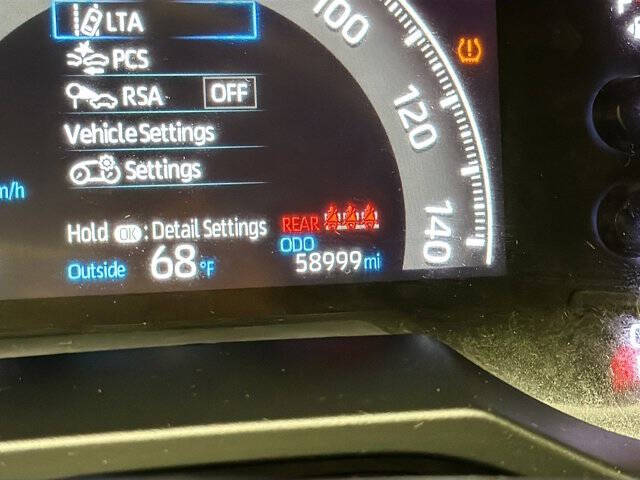 LTA
100
PCS
RSA OFF
120
Vehicle Settings
Settings
m/h
Hold OK : Detail Settings
REAR
140
ODO
Outside 68 °F
58999 mi